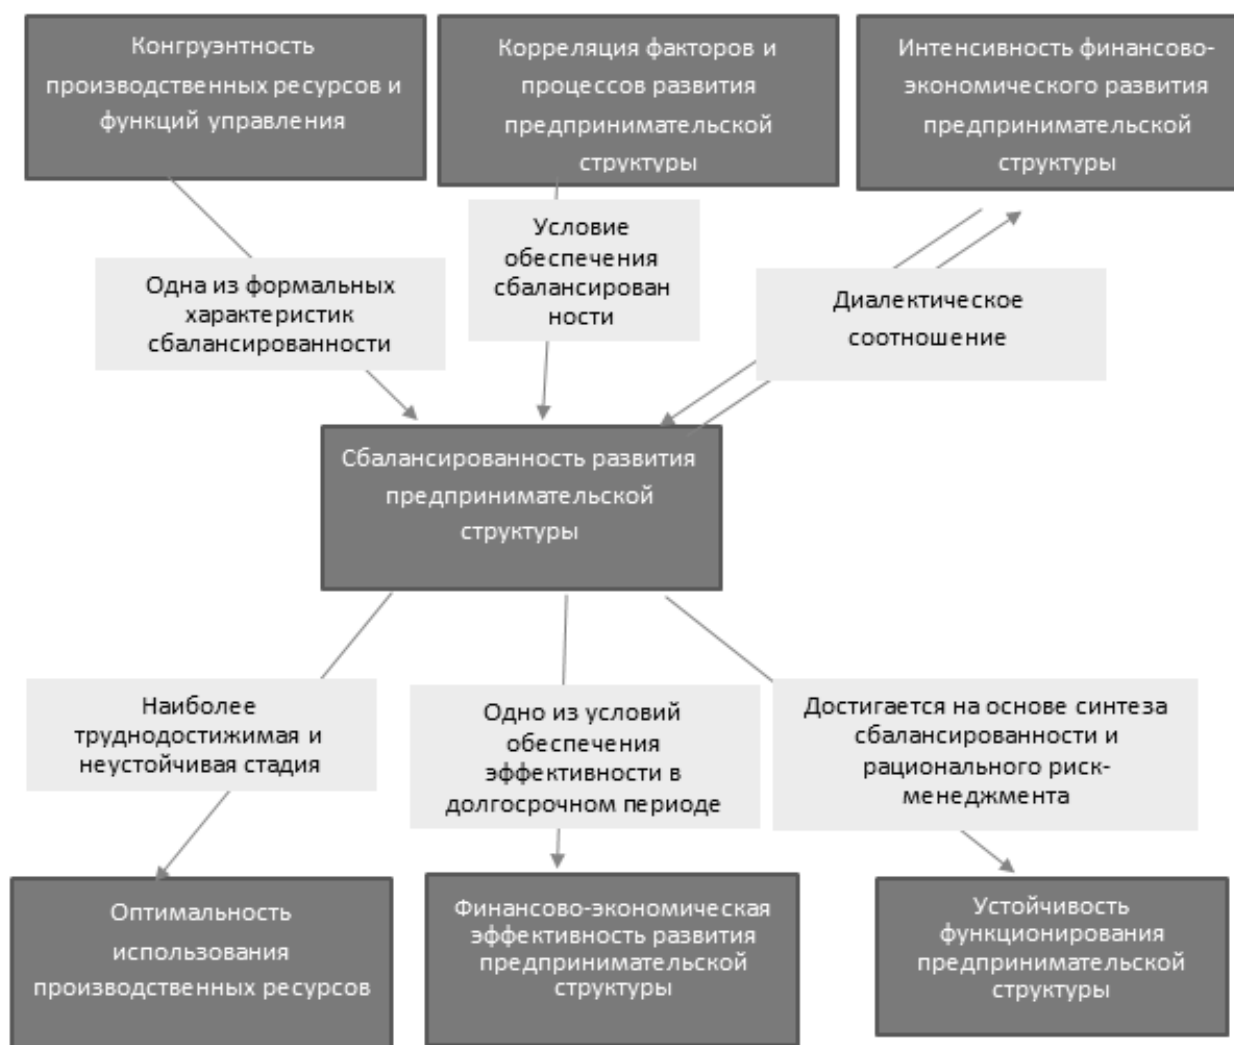 Конгруэнтность
производственных ресурсов и
функций управления
Корреляция факторов и
процессов развития
предпринимательской
структуры
Интенсивность финансово-
экономического развития
предпринимательской
структуры
Одна из формальных
характеристик
сбалансированности
Условие
обеспечения
сбалансирован
ности
Диалектическое
соотношение
Сбалансированность развития
предпринимательской
структуры
Наиболее
труднодостижимая и
неустойчивая стадия
Одно из условий
обеспечения
эффективности в
долгосрочном периоде
Достигается на основе синтеза
сбалансированности и
рационального риск-
менеджмента
Оптимальность
использования
производственных ресурсов
Финансово-экономическая
эффективность развития
предпринимательской
структуры
Устойчивость
функционирования
предпринимательской
структуры